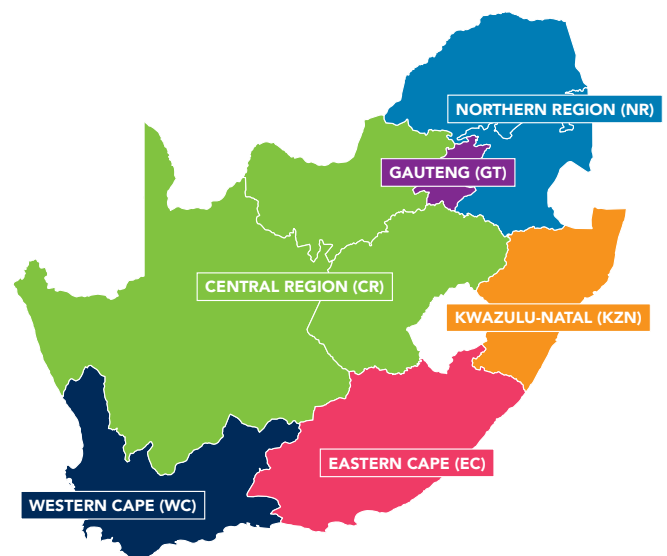 NORTHERN REGION (NR)
GAUTENG (GT)
CENTRAL REGION (CR)
KWAZULU-NATAL (KZN)
EASTERN CAPE (EC)
WESTERN CAPE (WC)